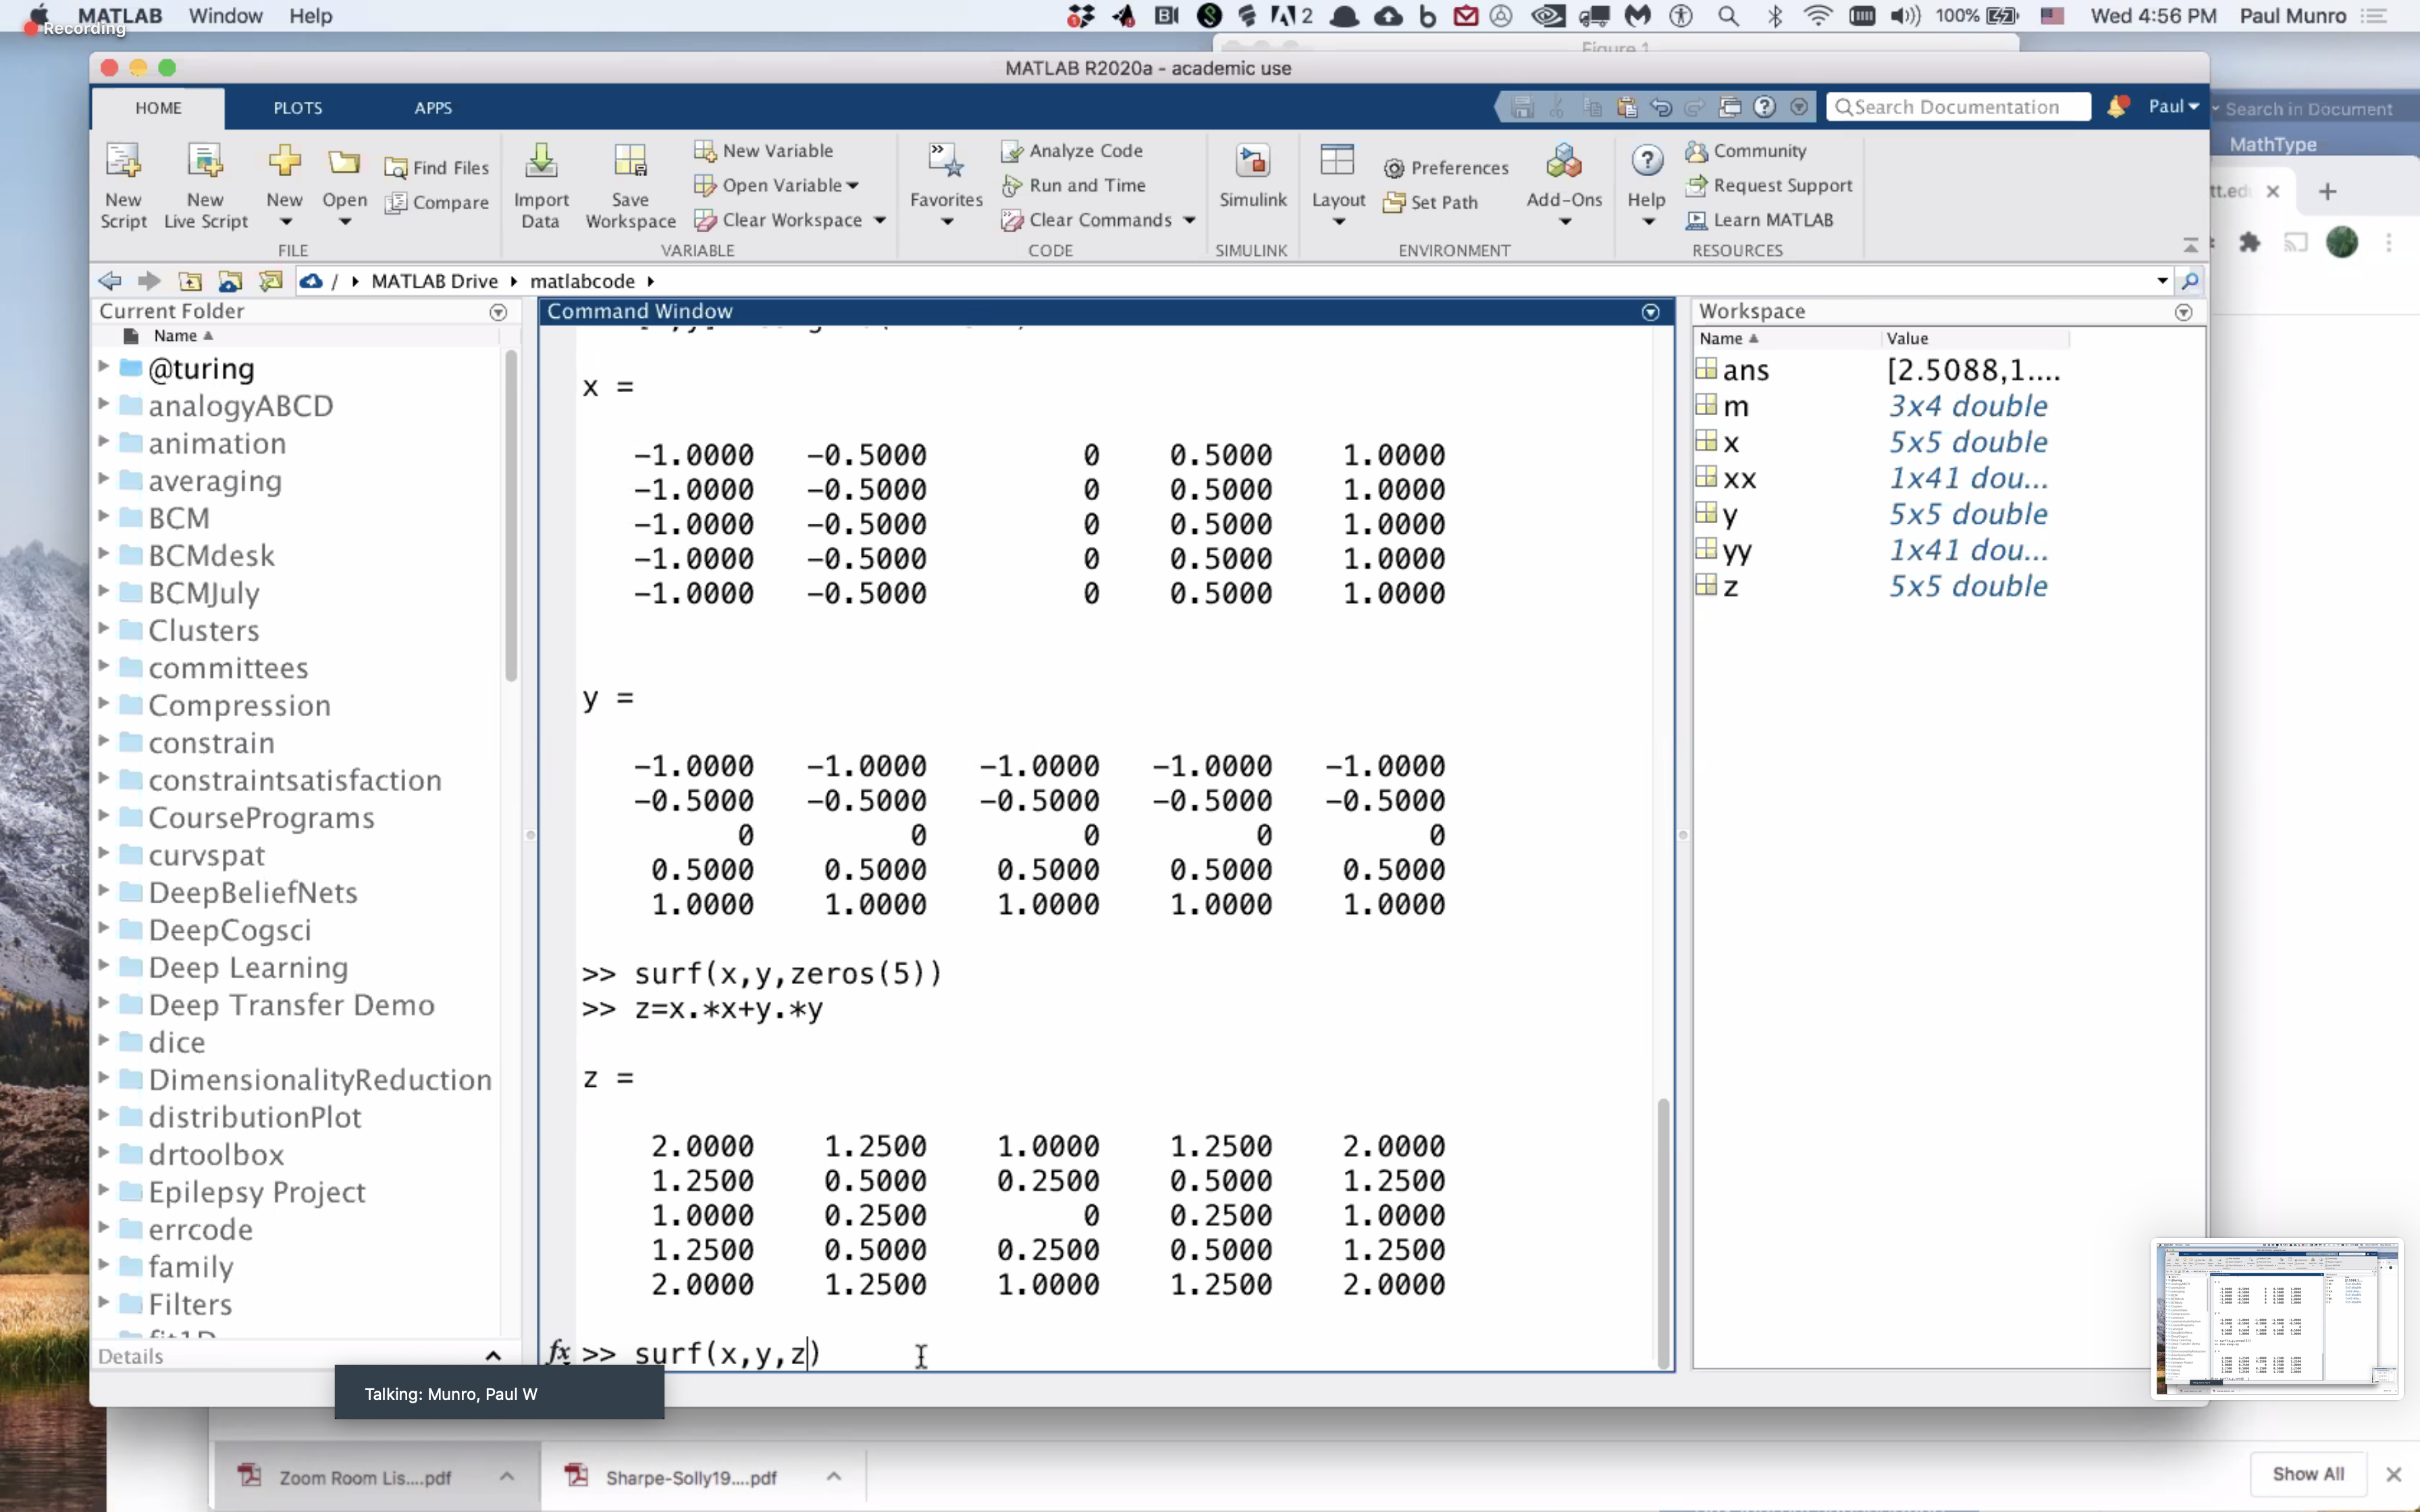 MATLAB Window Help
2 100% Wed 4:56 PM Paul Munro
Recording
Figure 1
MATLAB R2020a - academic use
HOME PLOTS APPS
Search Documentation Paul
Search in Document
MathType
New Script
New Live Script
New
Open
Find Files
Compare
FILE
Import Data
Save Workspace
New Variable
Open Variable
Clear Workspace
VARIABLE
Favorites
Analyze Code
Run and Time
Clear Commands
CODE
Simulink
SIMULINK
Layout
Preferences
Set Path
Add-Ons
ENVIRONMENT
Help
Community
Request Support
Learn MATLAB
RESOURCES
/ MATLAB Drive matlabcode
Current Folder
Name
@turing
analogyABCD
animation
averaging
BCM
BCMdesk
BCMJuly
Clusters
committees
Compression
constrain
constraintsatisfaction
CoursePrograms
curvspat
DeepBeliefNets
DeepCogsci
Deep Learning
Deep Transfer Demo
dice
DimensionalityReduction
distributionPlot
drtoolbox
Epilepsy Project
errcode
family
Filters
Details
Command Window
x =
-1.0000 -0.5000 0 0.5000 1.0000
-1.0000 -0.5000 0 0.5000 1.0000
-1.0000 -0.5000 0 0.5000 1.0000
-1.0000 -0.5000 0 0.5000 1.0000
-1.0000 -0.5000 0 0.5000 1.0000
y =
-1.0000 -1.0000 -1.0000 -1.0000 -1.0000
-0.5000 -0.5000 -0.5000 -0.5000 -0.5000
0 0 0 0 0
0.5000 0.5000 0.5000 0.5000 0.5000
1.0000 1.0000 1.0000 1.0000 1.0000
>> surf(x,y,zeros(5))
>> z=x.*x+y.*y
z =
2.0000 1.2500 1.0000 1.2500 2.0000
1.2500 0.5000 0.2500 0.5000 1.2500
1.0000 0.2500 0 0.2500 1.0000
1.2500 0.5000 0.2500 0.5000 1.2500
2.0000 1.2500 1.0000 1.2500 2.0000
fx >> surf(x,y,z)
Workspace
Name Value
ans [2.5088,1....
m 3x4 double
x 5x5 double
xx 1x41 dou...
y 5x5 double
yy 1x41 dou...
z 5x5 double
Talking: Munro, Paul W
Zoom Room Lis....pdf
Sharpe-Solly19....pdf
Show All